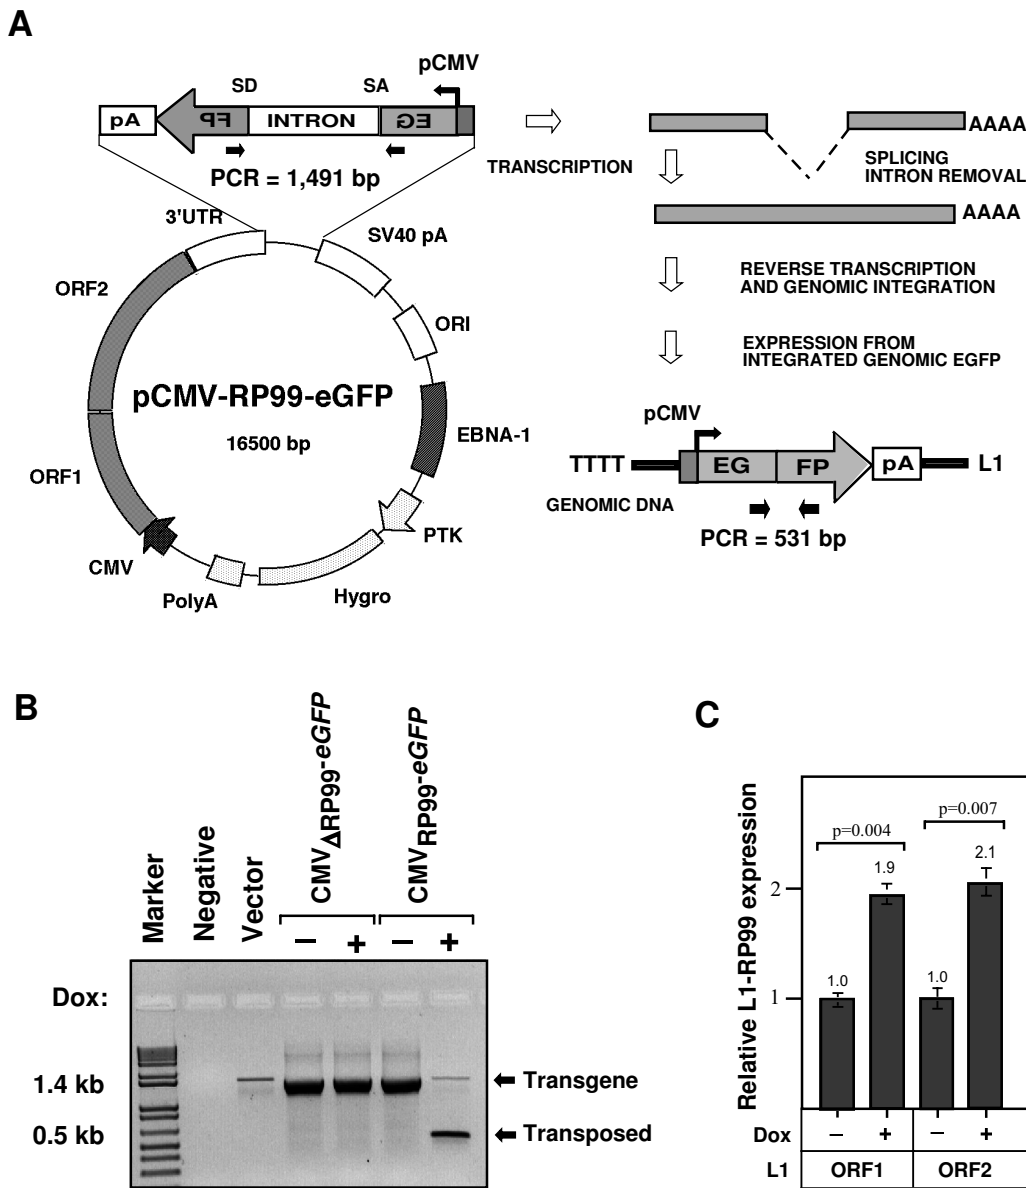 A
pCMV
SD
SA
pA
FP
INTRON
EG
PCR = 1,491 bp
TRANSCRIPTION
AAAA
SPLICING
INTRON REMOVAL
AAAA
REVERSE TRANSCRIPTION
AND GENOMIC INTEGRATION
EXPRESSION FROM
INTEGRATED GENOMIC EGFP
3'UTR
SV40 pA
ORF2
ORI
pCMV-RP99-eGFP
16500 bp
EBNA-1
ORF1
PTK
CMV
PolyA
Hygro
pCMV
TTTT
EG
FP
pA
L1
GENOMIC DNA
PCR = 531 bp
B
Marker
Negative
Vector
CMVΔRP99-eGFP
CMVRP99-eGFP
− + − +
Dox:
1.4 kb
0.5 kb
Transgene
Transposed
C
Relative L1-RP99 expression
p=0.004
p=0.007
2
1
1.0
1.9
1.0
2.1
Dox − + − +
L1 ORF1 ORF2